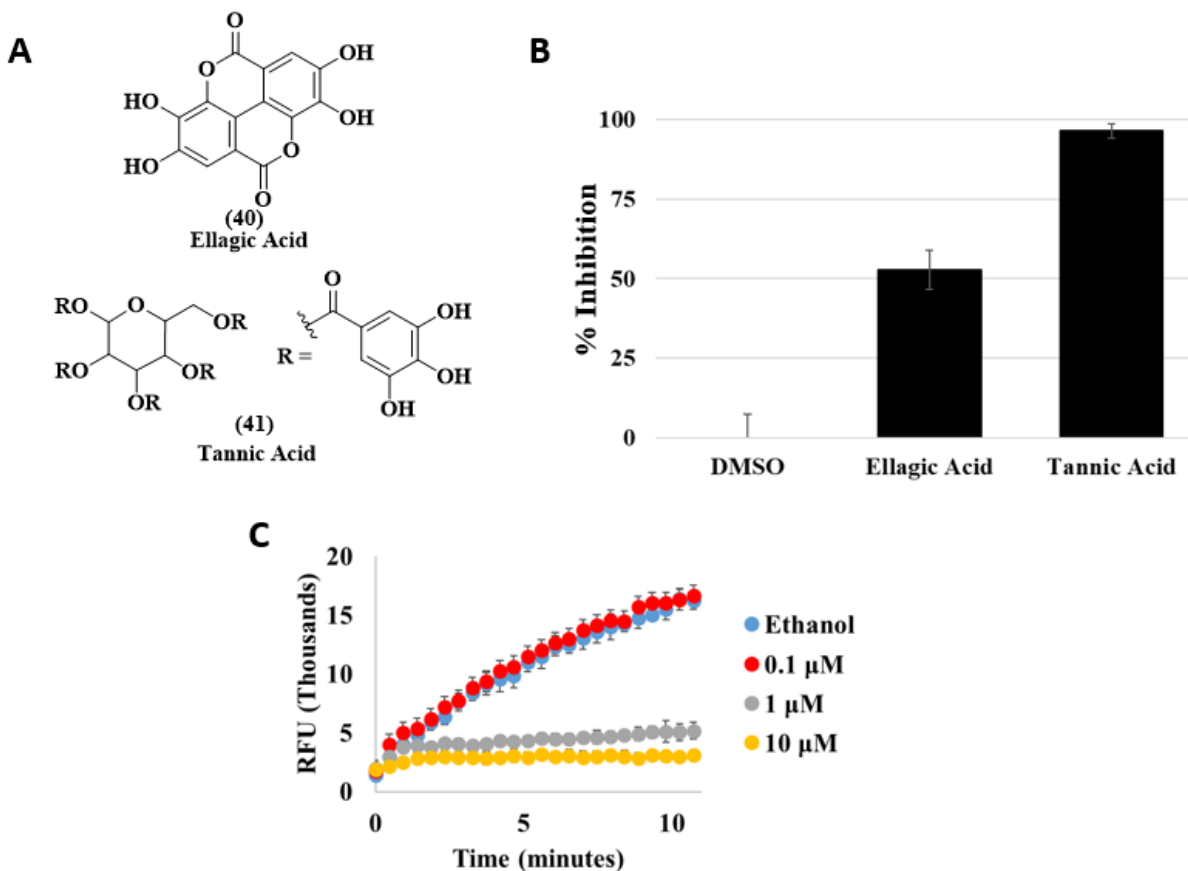 A
O
O
OH
HO
OH
HO
O
O
(40)
Ellagic Acid
RO
O
OR
RO
OR
OR
(41)
Tannic Acid
R =
O
OH
OH
OH
B
% Inhibition
100
75
50
25
0
DMSO
Ellagic Acid
Tannic Acid
C
RFU (Thousands)
20
15
10
5
0
0
5
10
Time (minutes)
Ethanol
0.1 µM
1 µM
10 µM